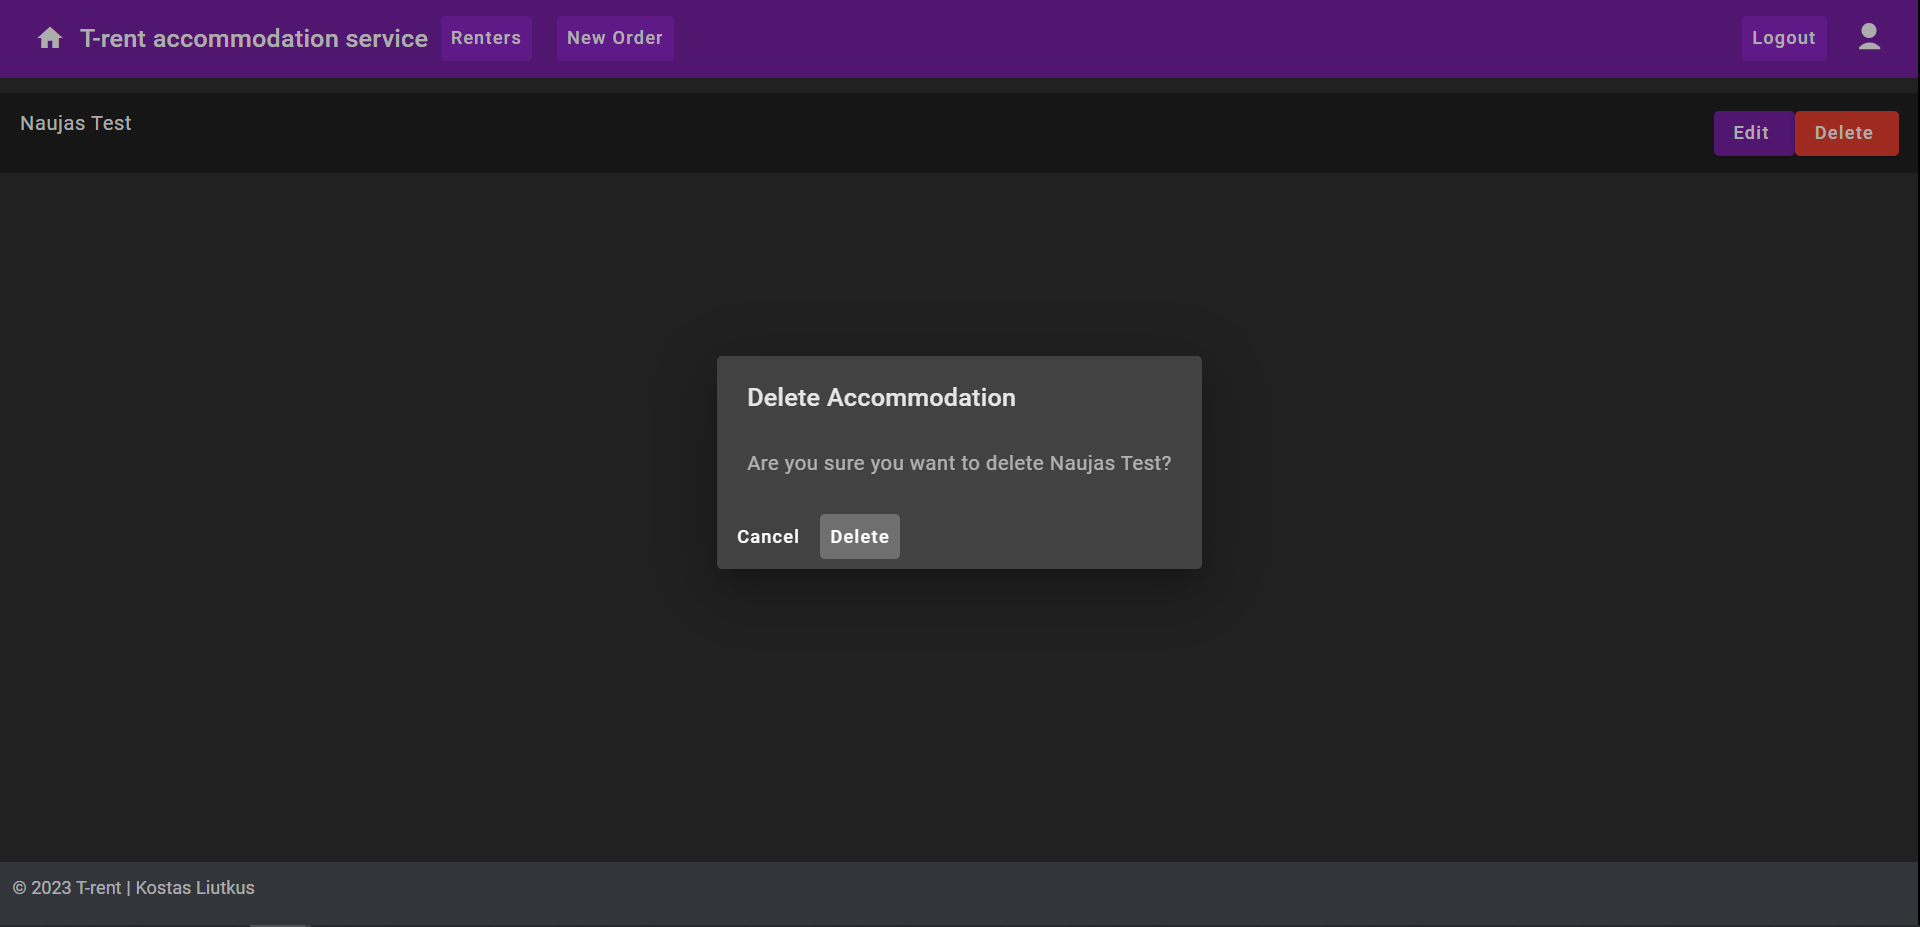 T-rent accommodation service Renters New Order Logout
Naujas Test
Edit Delete
Delete Accommodation
Are you sure you want to delete Naujas Test?
Cancel Delete
© 2023 T-rent | Kostas Liutkus